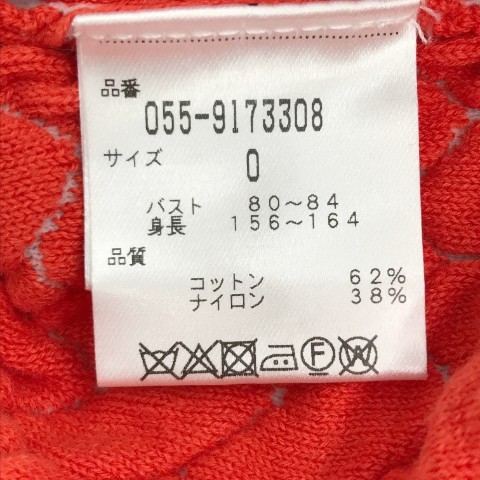 品番
055-9173308
サイズ
0
バスト 80〜84
身長 156〜164
品質
コットン 62%
ナイロン 38%
F W